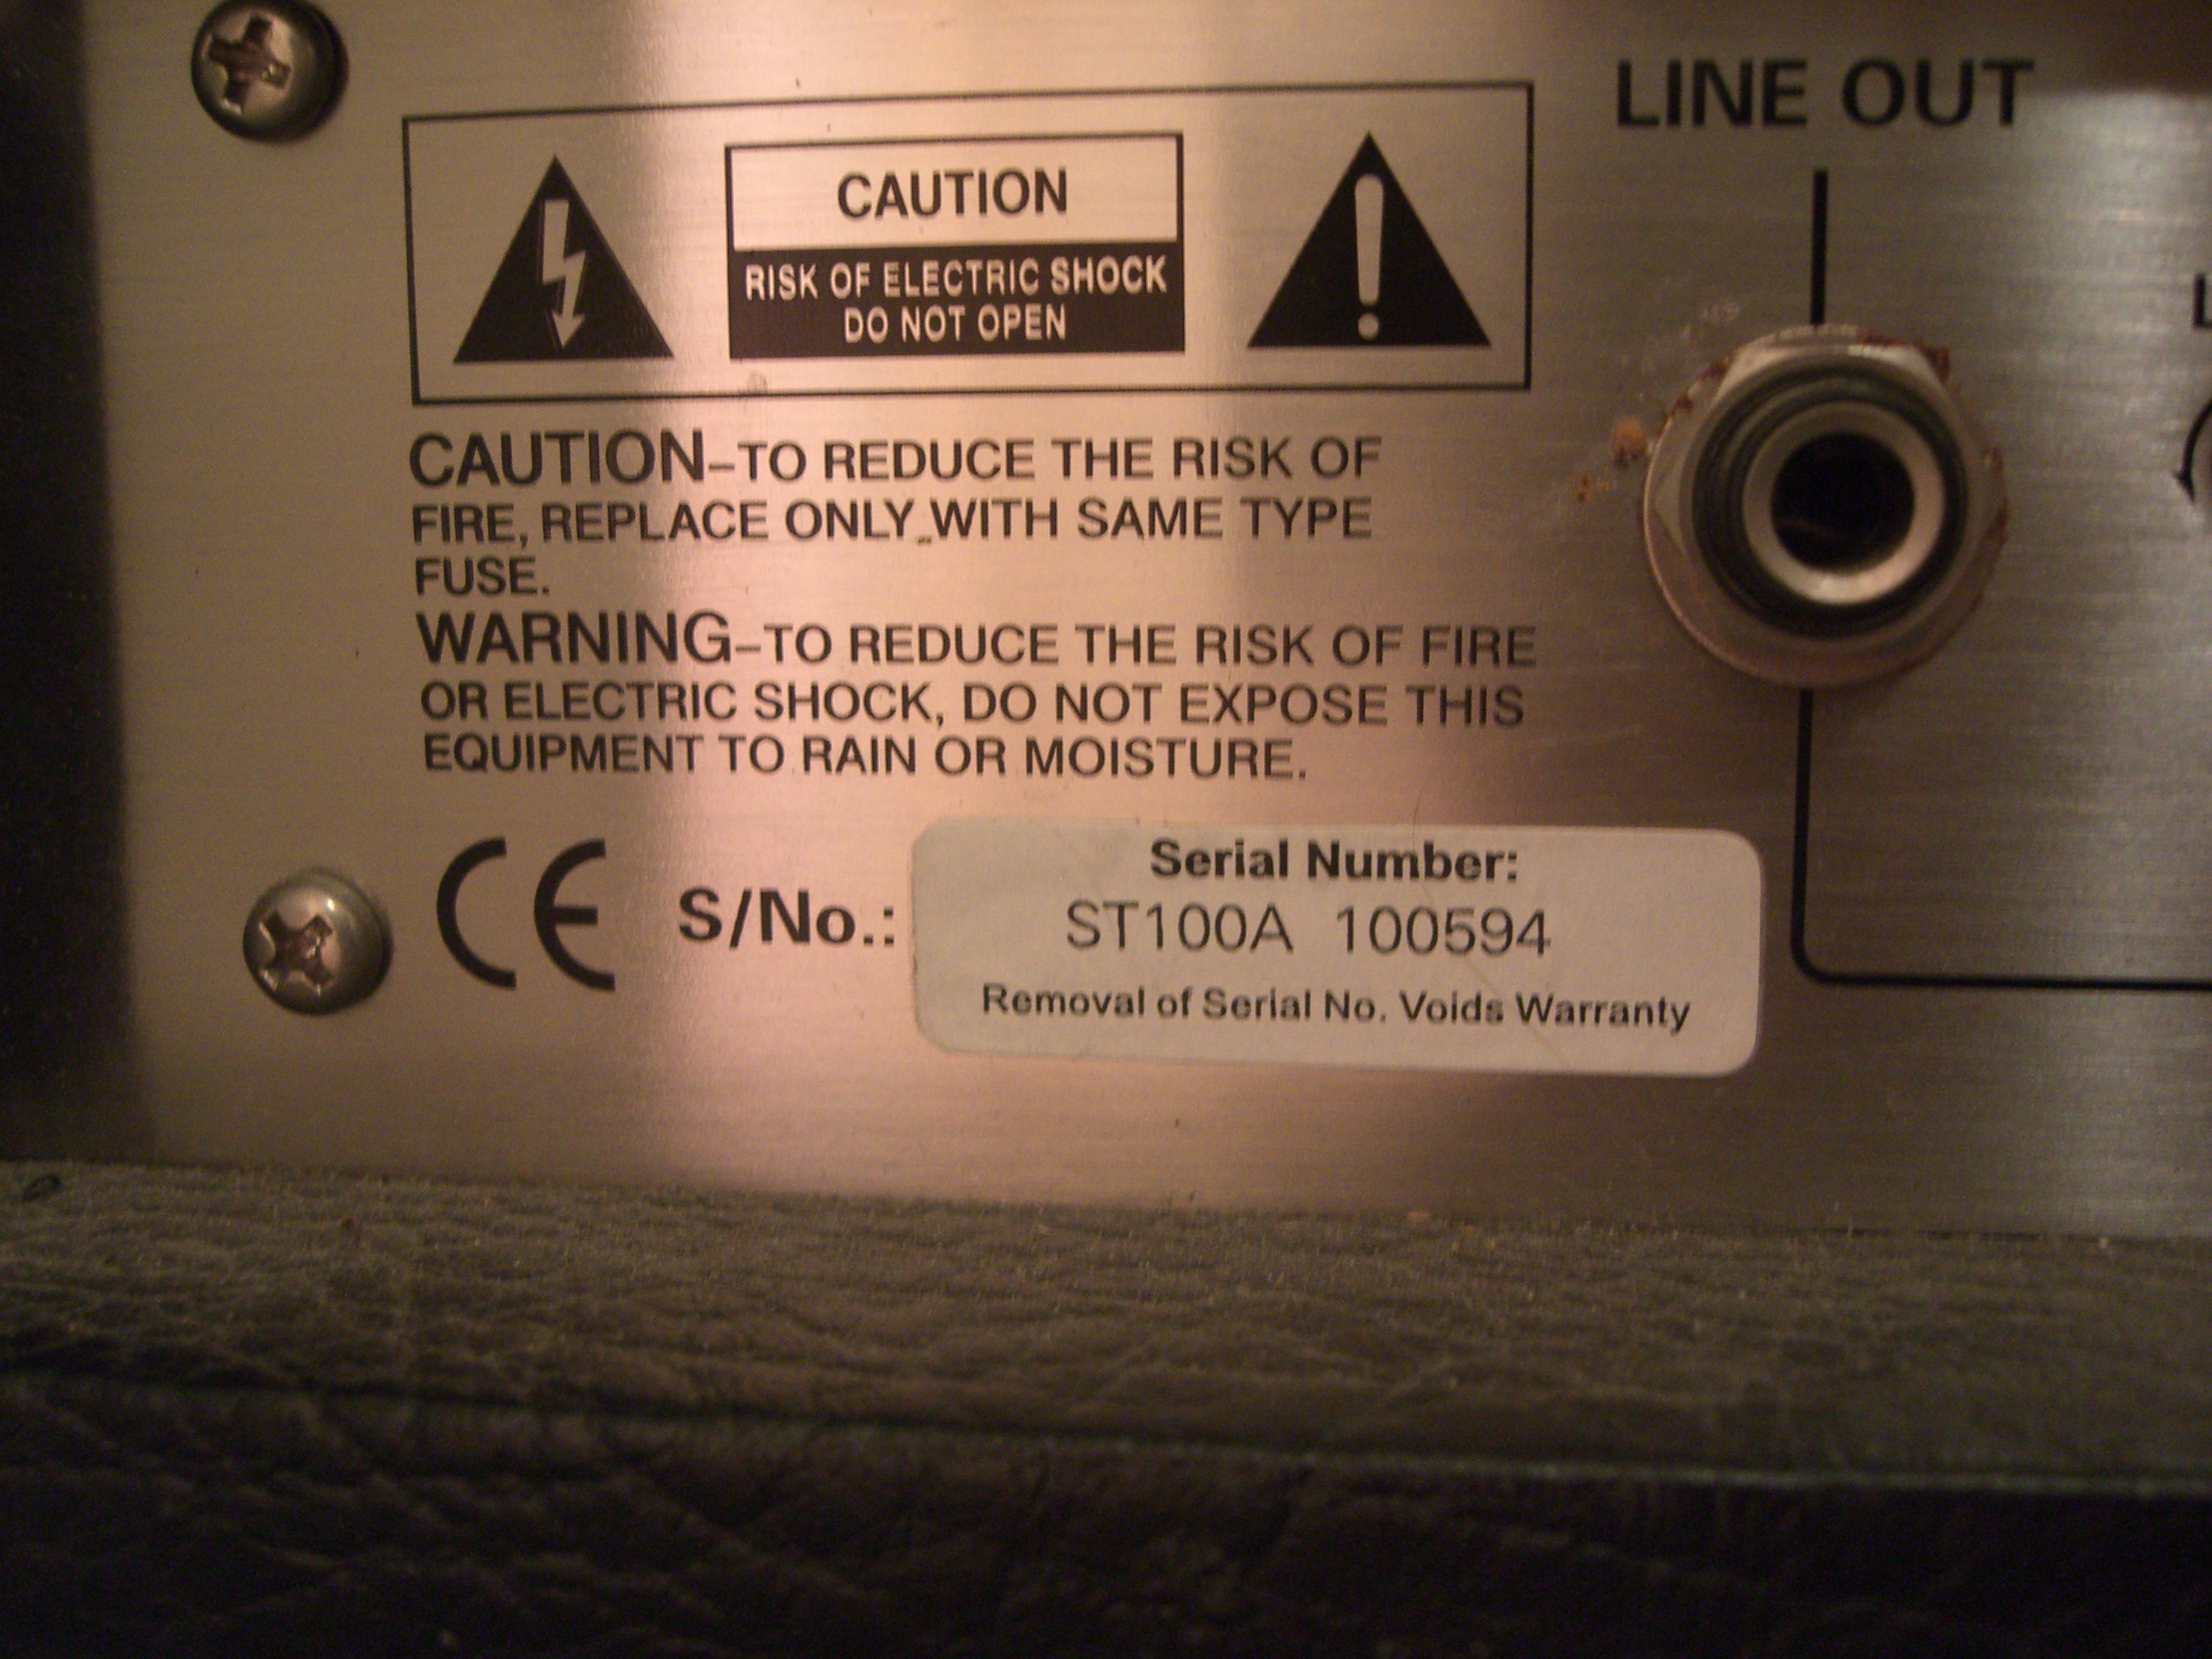 LINE OUT
CAUTION
RISK OF ELECTRIC SHOCK
DO NOT OPEN
CAUTION–TO REDUCE THE RISK OF
FIRE, REPLACE ONLY WITH SAME TYPE
FUSE.
WARNING–TO REDUCE THE RISK OF FIRE
OR ELECTRIC SHOCK, DO NOT EXPOSE THIS
EQUIPMENT TO RAIN OR MOISTURE.
CE S/No.:
Serial Number:
ST100A 100594
Removal of Serial No. Voids Warranty